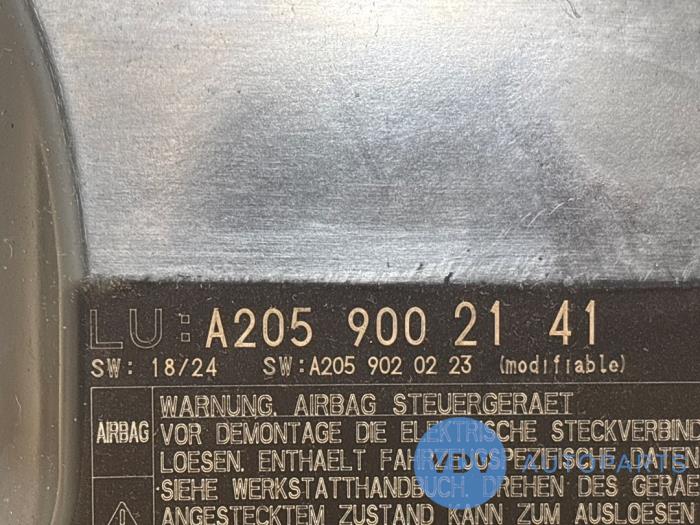 LU: A205 900 21 41
SW: 18/24 SW:A205 902 02 23 (modifiable)
WARNUNG. AIRBAG STEUERGERAET
AIRBAG VOR DEMONTAGE DIE ELEKTRISCHE STECKVERBIND
LOESEN. ENTHAELT FAHRZEUGSPEZIFISCHE DATEN
SIEHE WERKSTATTHANDBUCH. DREHEN DES GERAE
ANGESTECKTEM ZUSTAND KANN ZUM AUSLOESEN
AUTOPARTS